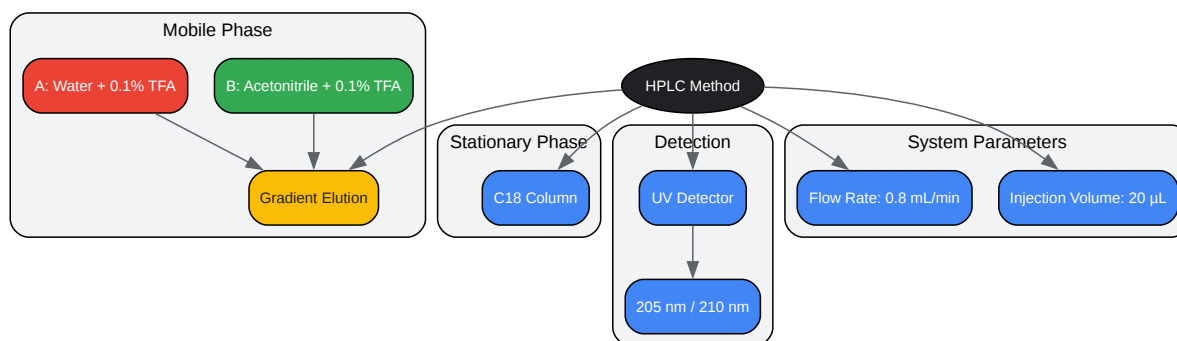 Mobile Phase
A: Water + 0.1% TFA
B: Acetonitrile + 0.1% TFA
HPLC Method
Stationary Phase
Detection
System Parameters
Gradient Elution
C18 Column
UV Detector
Flow Rate: 0.8 mL/min
Injection Volume: 20 µL
205 nm / 210 nm